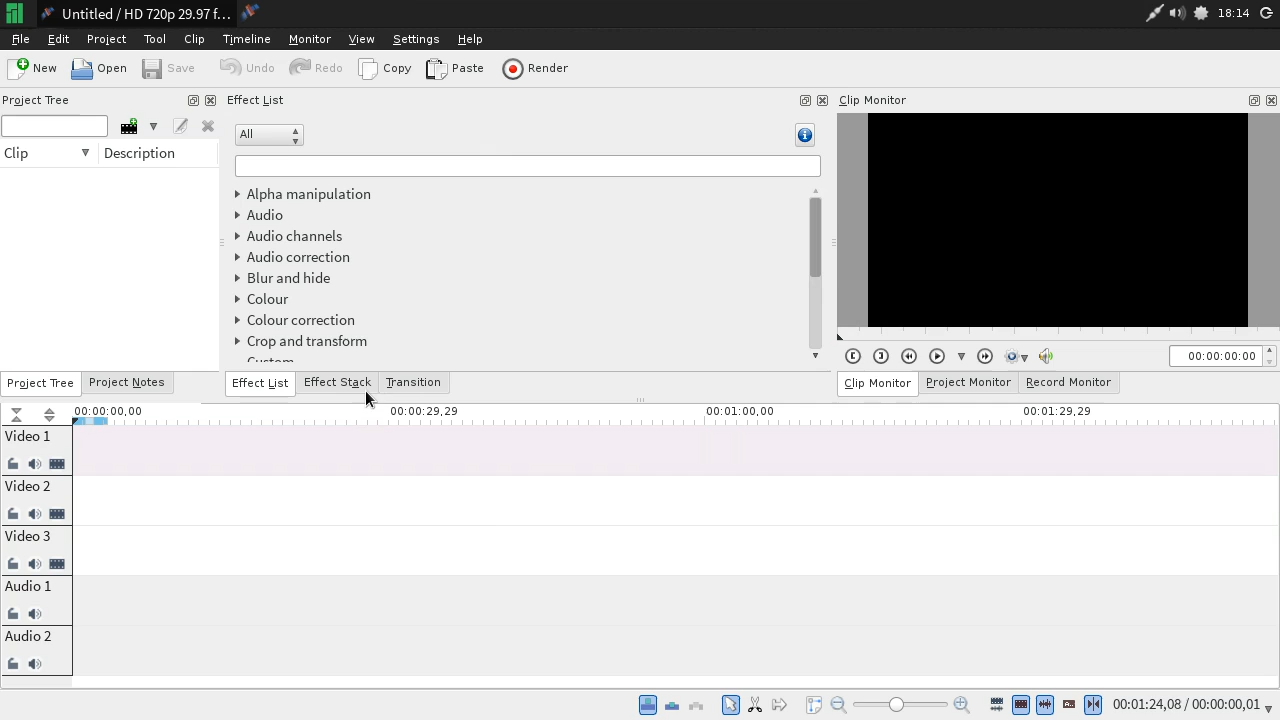 Untitled / HD 720p 29.97 f...
18:14
File Edit Project Tool Clip Timeline Monitor View Settings Help
New Open Save Undo Redo Copy Paste Render
Project Tree
Effect List
Clip Monitor
All
Clip Description
Alpha manipulation
Audio
Audio channels
Audio correction
Blur and hide
Colour
Colour correction
Crop and transform
Custom
00:00:00:00
Project Tree Project Notes
Effect List Effect Stack Transition
Clip Monitor Project Monitor Record Monitor
00:00:00,00 00:00:29,29 00:01:00,00 00:01:29,29
Video 1
Video 2
Video 3
Audio 1
Audio 2
00:01:24,08 / 00:00:00,01